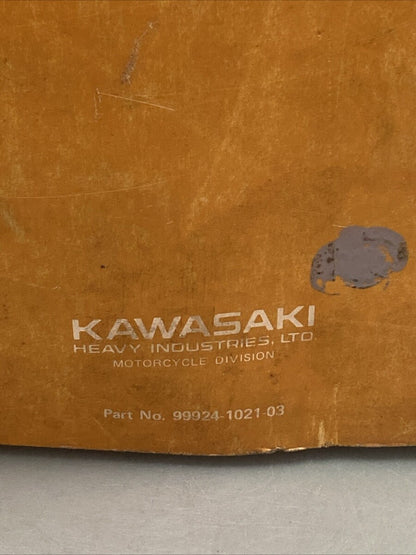 KAWASAKI
HEAVY INDUSTRIES, LTD.
MOTORCYCLE DIVISION
Part No. 99924-1021-03